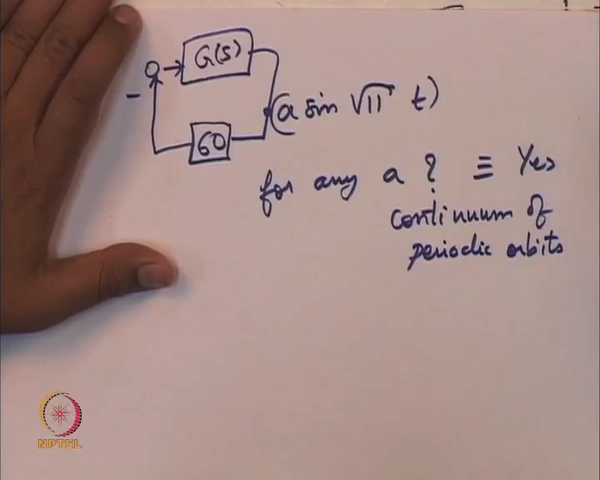 G(s)
-
60
(a sin √11 t)
for any a ? ≡ Yes
continuum of
periodic orbits
NPTEL